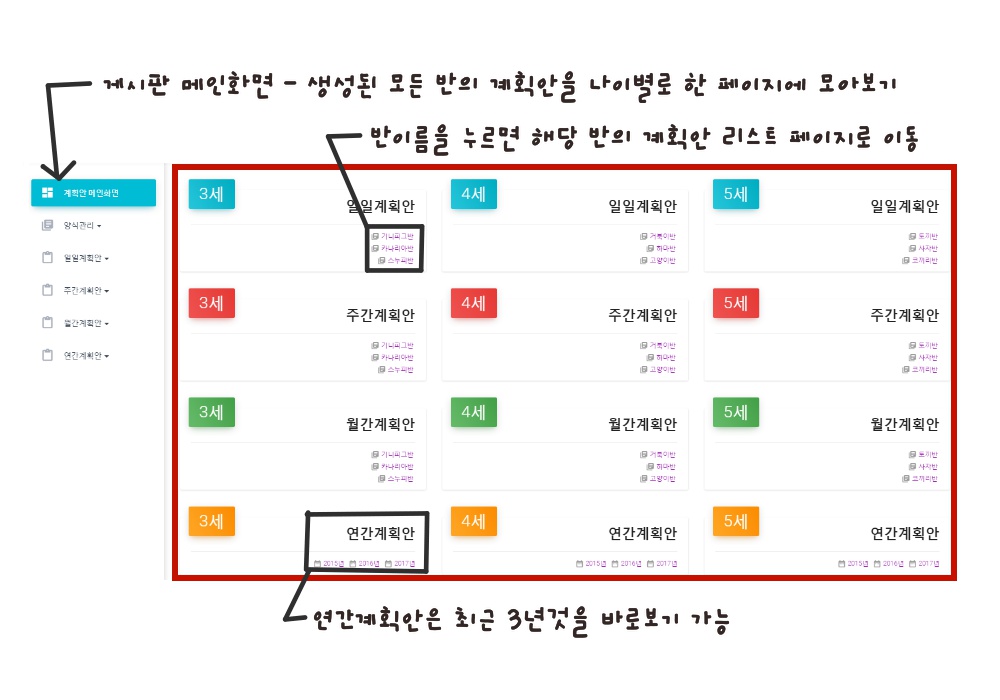 게시판 메인화면 - 생성된 모든 반의 계획안을 나이별로 한 페이지에 모아보기
반이름을 누르면 해당 반의 계획안 리스트 페이지로 이동
계획안 메인화면
양식관리
일일계획안
주간계획안
월간계획안
연간계획안
3세
일일계획안
기니피그반
카나리아반
스누피반
4세
일일계획안
거북이반
하마반
고양이반
5세
일일계획안
토끼반
사자반
코끼리반
3세
주간계획안
기니피그반
카나리아반
스누피반
4세
주간계획안
거북이반
하마반
고양이반
5세
주간계획안
토끼반
사자반
코끼리반
3세
월간계획안
기니피그반
카나리아반
스누피반
4세
월간계획안
거북이반
하마반
고양이반
5세
월간계획안
토끼반
사자반
코끼리반
3세
연간계획안
2015년 2016년 2017년
4세
연간계획안
2015년 2016년 2017년
5세
연간계획안
2015년 2016년 2017년
연간계획안은 최근 3년것을 바로보기 가능